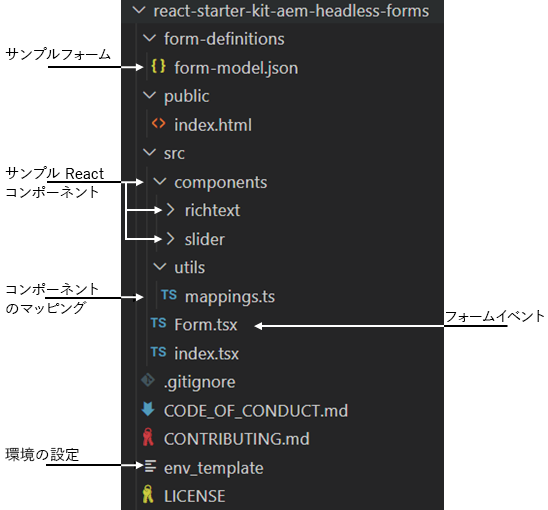 react-starter-kit-aem-headless-forms
form-definitions
サンプルフォーム
{} form-model.json
public
<> index.html
src
サンプル React
コンポーネント
components
richtext
slider
utils
コンポーネント
のマッピング
TS mappings.ts
TS Form.tsx
フォームイベント
TS index.tsx
.gitignore
CODE_OF_CONDUCT.md
CONTRIBUTING.md
環境の設定
env_template
LICENSE